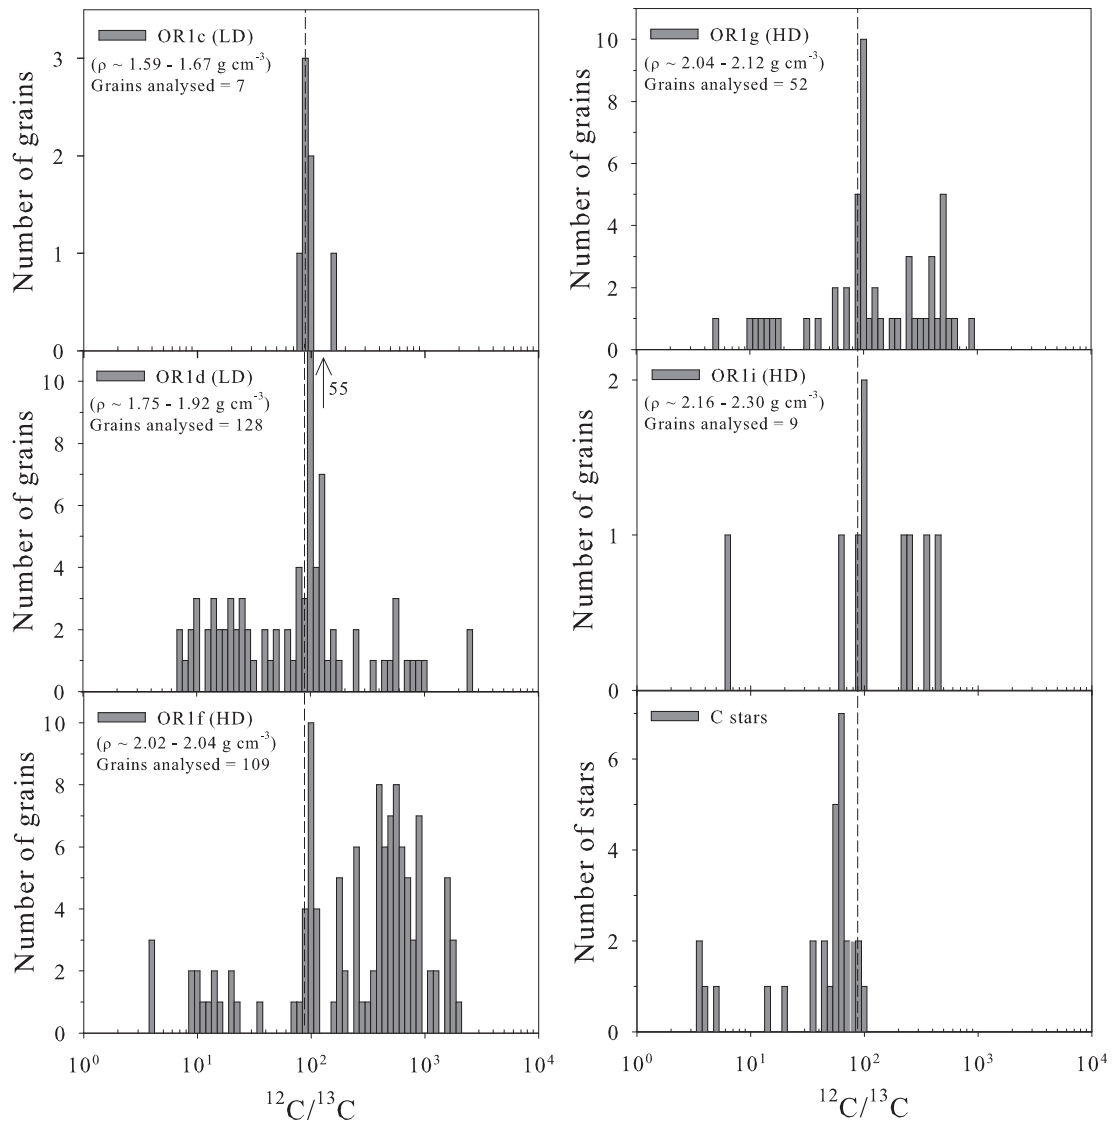 OR1c (LD)
(ρ ~ 1.59 - 1.67 g cm⁻³)
Grains analysed = 7
Number of grains
3
2
1
0
OR1d (LD)
(ρ ~ 1.75 - 1.92 g cm⁻³)
Grains analysed = 128
55
Number of grains
10
8
6
4
2
0
OR1f (HD)
(ρ ~ 2.02 - 2.04 g cm⁻³)
Grains analysed = 109
Number of grains
10
8
6
4
2
0
10⁰ 10¹ 10² 10³ 10⁴
¹²C/¹³C
OR1g (HD)
(ρ ~ 2.04 - 2.12 g cm⁻³)
Grains analysed = 52
Number of grains
10
8
6
4
2
0
OR1i (HD)
(ρ ~ 2.16 - 2.30 g cm⁻³)
Grains analysed = 9
Number of grains
2
1
0
C stars
Number of stars
6
4
2
0
10⁰ 10¹ 10² 10³ 10⁴
¹²C/¹³C